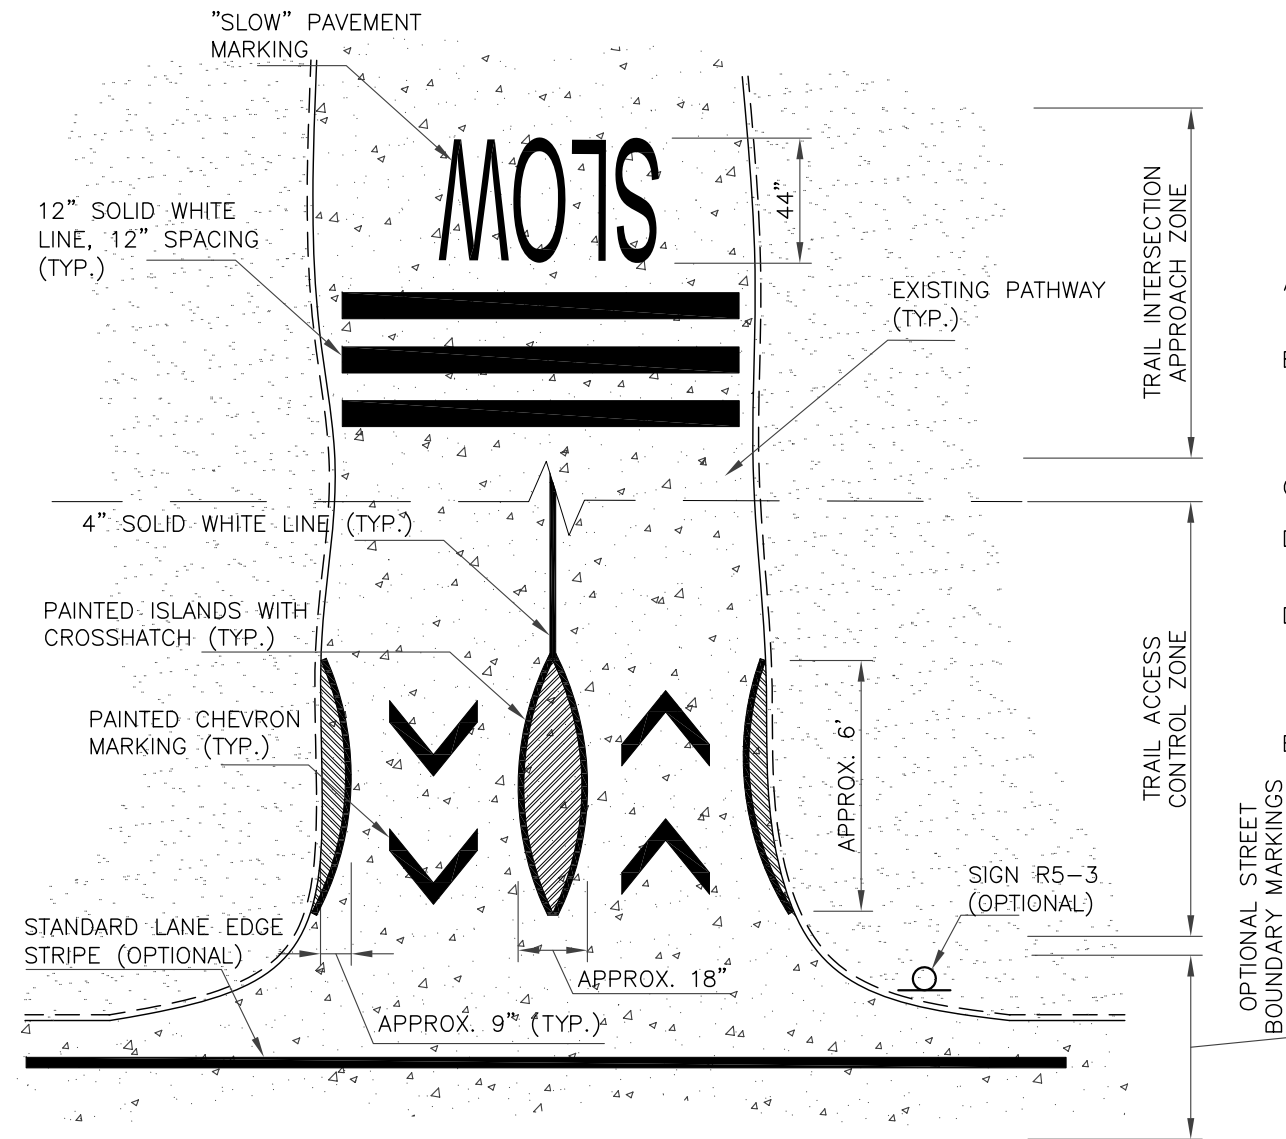 "SLOW" PAVEMENT
MARKING
SLOW
44"
12" SOLID WHITE
LINE, 12" SPACING
(TYP.)
EXISTING PATHWAY
(TYP.)
TRAIL INTERSECTION
APPROACH ZONE
4" SOLID WHITE LINE (TYP.)
PAINTED ISLANDS WITH
CROSSHATCH (TYP.)
PAINTED CHEVRON
MARKING (TYP.)
APPROX. 6'
TRAIL ACCESS
CONTROL ZONE
SIGN R5-3
(OPTIONAL)
STANDARD LANE EDGE
STRIPE (OPTIONAL)
APPROX. 18"
APPROX. 9" (TYP.)
OPTIONAL STREET
BOUNDARY MARKINGS